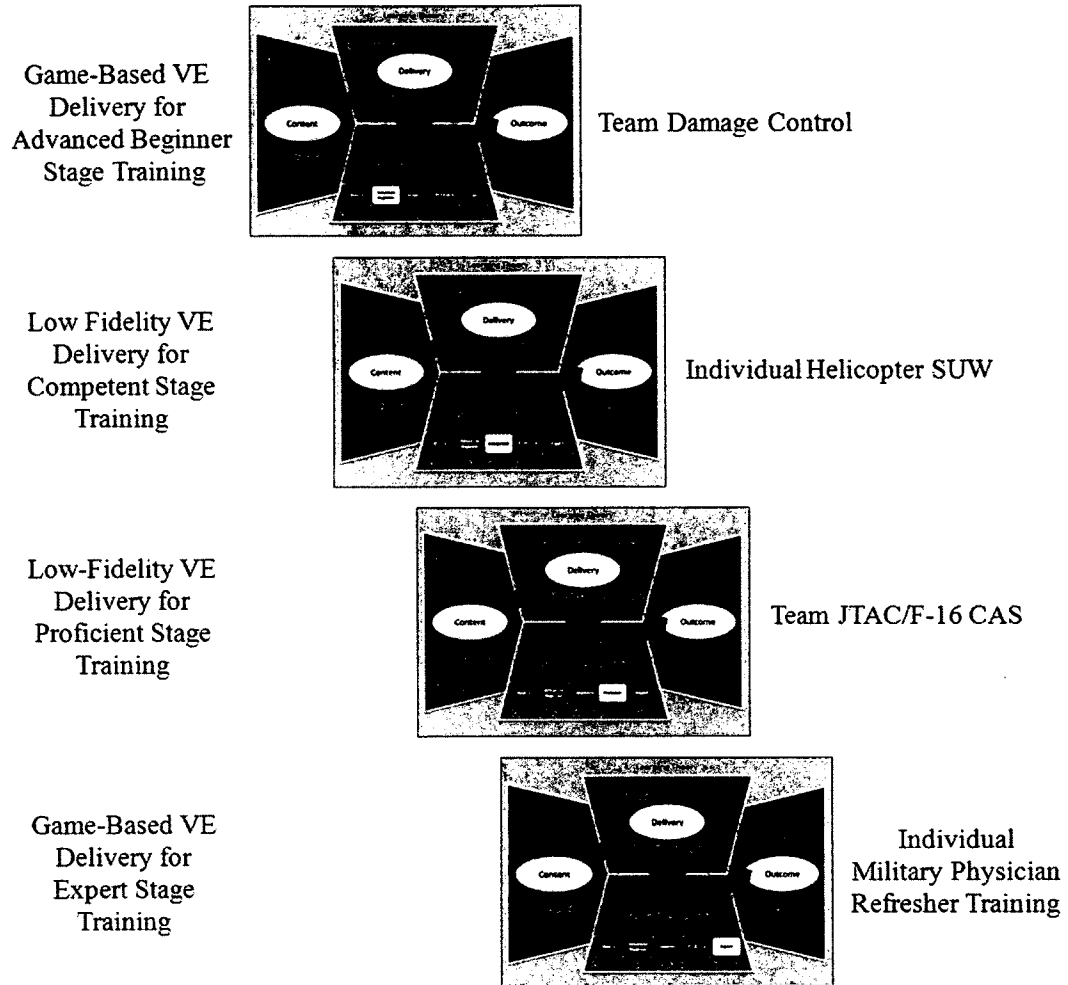 Game-Based VE
Delivery for
Advanced Beginner
Stage Training
Delivery
Content
Outcome
Team Damage Control
Low Fidelity VE
Delivery for
Competent Stage
Training
Delivery
Content
Outcome
Individual Helicopter SUW
Low-Fidelity VE
Delivery for
Proficient Stage
Training
Delivery
Content
Outcome
Team JTAC/F-16 CAS
Game-Based VE
Delivery for
Expert Stage
Training
Delivery
Content
Outcome
Individual
Military Physician
Refresher Training